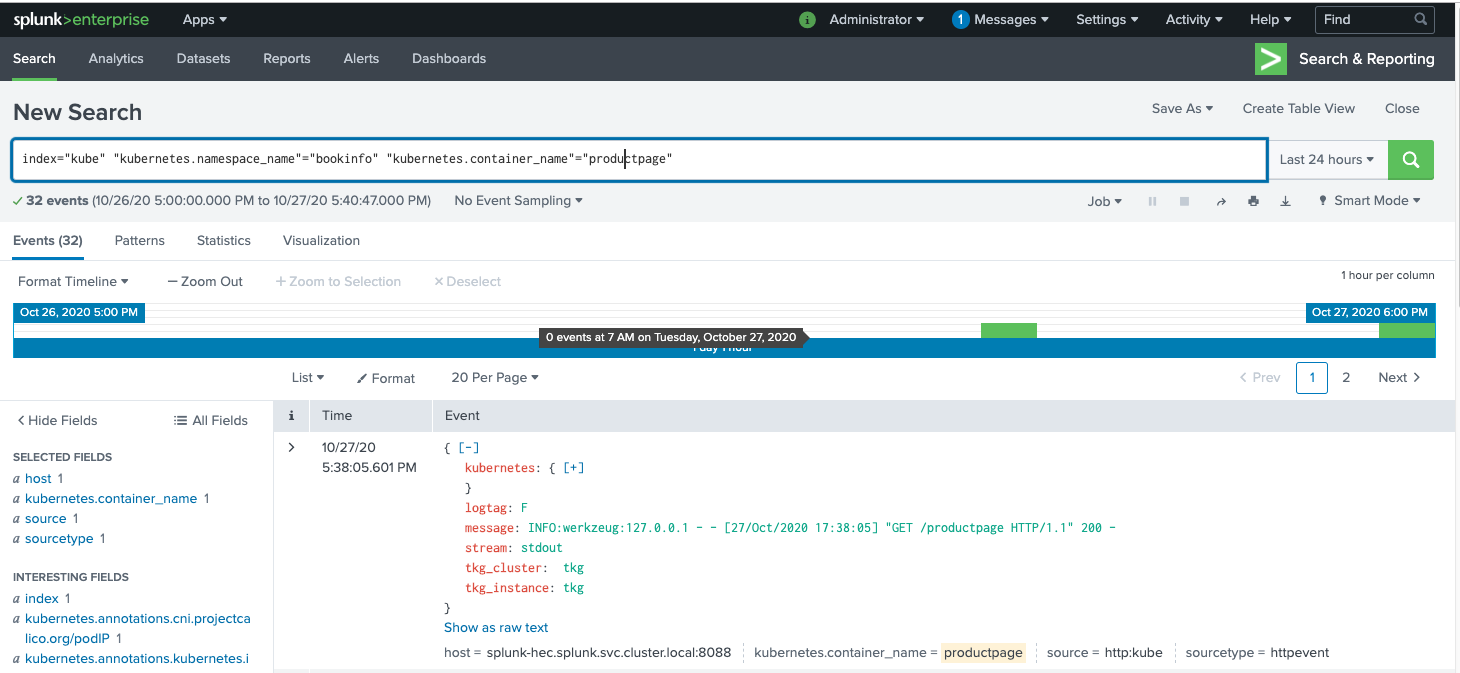 splunk>enterprise Apps i Administrator 1 Messages Settings Activity Help Find
Search Analytics Datasets Reports Alerts Dashboards > Search & Reporting
New Search Save As Create Table View Close
index="kube" "kubernetes.namespace_name"="bookinfo" "kubernetes.container_name"="productpage" Last 24 hours
✓ 32 events (10/26/20 5:00:00.000 PM to 10/27/20 5:40:47.000 PM) No Event Sampling Job Smart Mode
Events (32) Patterns Statistics Visualization
Format Timeline — Zoom Out + Zoom to Selection × Deselect 1 hour per column
Oct 26, 2020 5:00 PM Oct 27, 2020 6:00 PM
0 events at 7 AM on Tuesday, October 27, 2020
1 day 1 hour
List Format 20 Per Page < Prev 1 2 Next >
< Hide Fields All Fields i Time Event
SELECTED FIELDS
a host 1
a kubernetes.container_name 1
a source 1
a sourcetype 1
INTERESTING FIELDS
a index 1
a kubernetes.annotations.cni.projectca
lico.org/podIP 1
a kubernetes.annotations.kubernetes.i
> 10/27/20
5:38:05.601 PM
{ [-]
kubernetes: { [+]
}
logtag: F
message: INFO:werkzeug:127.0.0.1 - - [27/Oct/2020 17:38:05] "GET /productpage HTTP/1.1" 200 -
stream: stdout
tkg_cluster: tkg
tkg_instance: tkg
}
Show as raw text
host = splunk-hec.splunk.svc.cluster.local:8088 kubernetes.container_name = productpage source = http:kube sourcetype = httpevent